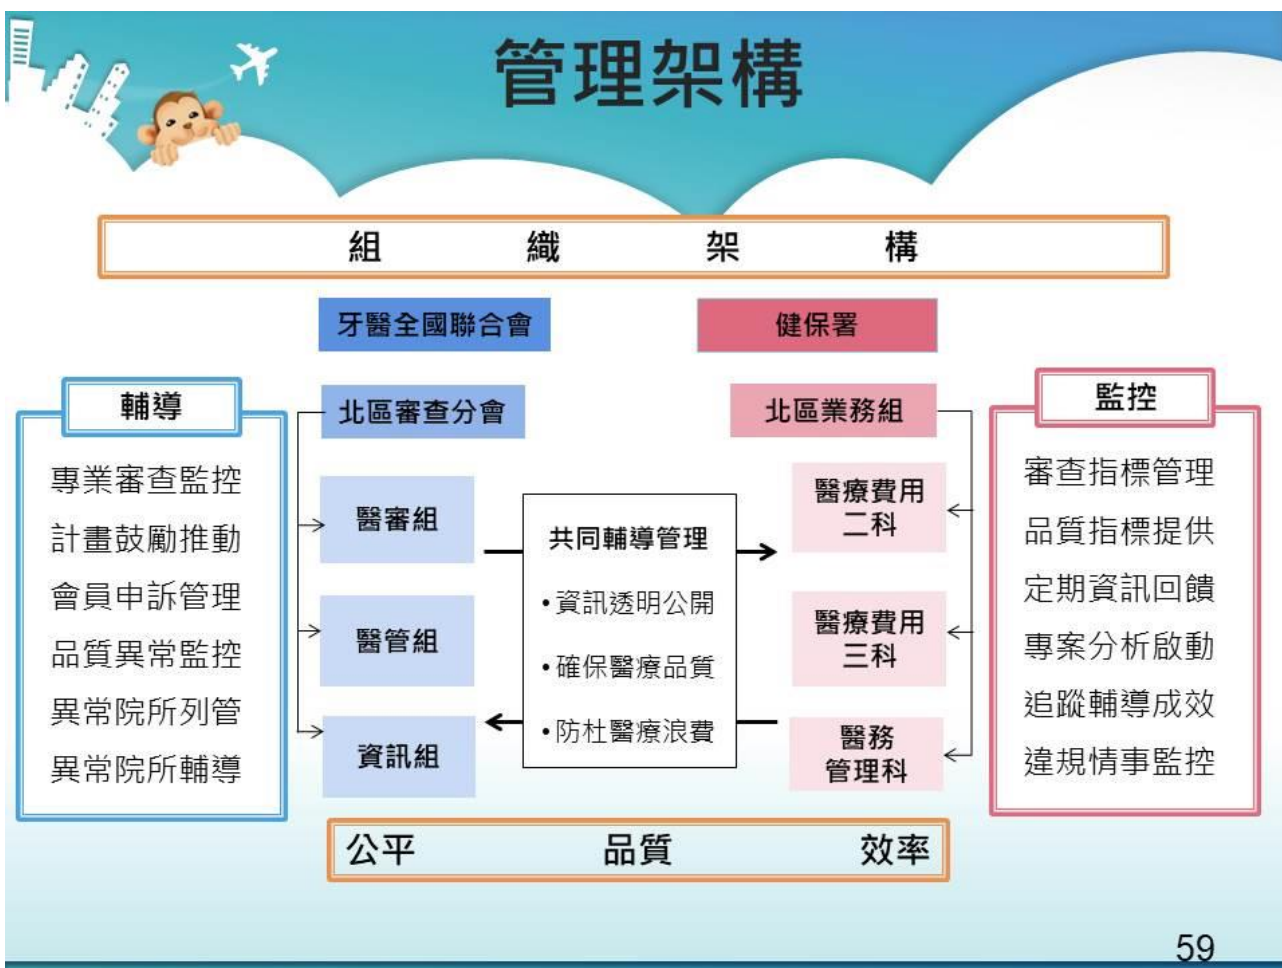 管理架構
組織架構
牙醫全國聯合會
健保署
輔導
專業審查監控
計畫鼓勵推動
會員申訴管理
品質異常監控
異常院所列管
異常院所輔導
北區審查分會
醫審組
醫管組
資訊組
共同輔導管理
•資訊透明公開
•確保醫療品質
•防杜醫療浪費
北區業務組
醫療費用
二科
醫療費用
三科
醫務
管理科
監控
審查指標管理
品質指標提供
定期資訊回饋
專案分析啟動
追蹤輔導成效
違規情事監控
公平 品質 效率
59